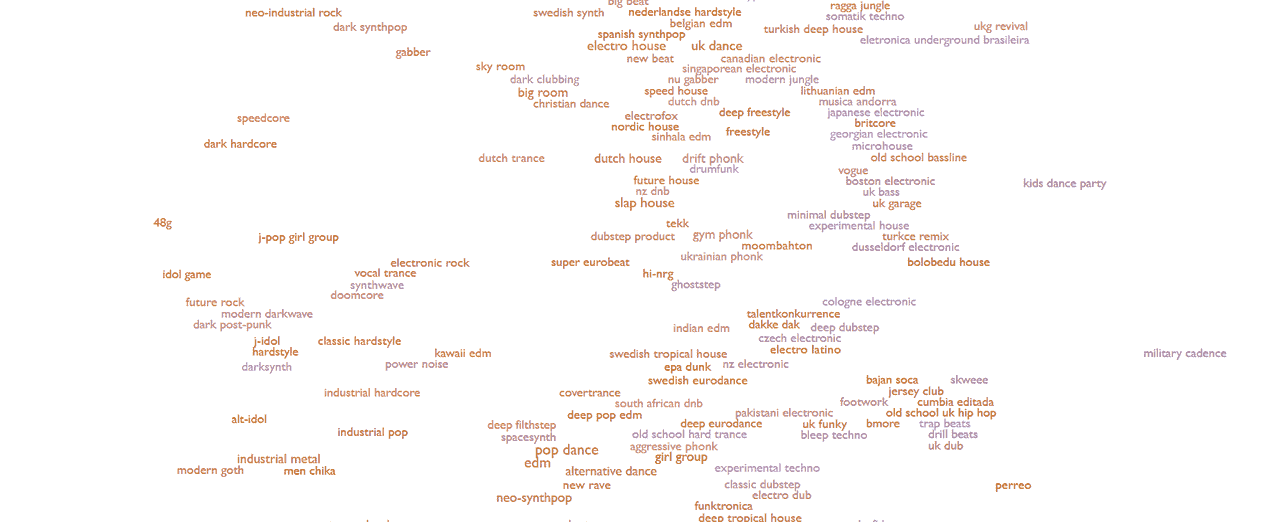 big beat
neo-industrial rock
swedish synth
nederlandse hardstyle
ragga jungle
somatik techno
belgian edm
dark synthpop
ukg revival
turkish deep house
spanish synthpop
eletronica underground brasileira
electro house
uk dance
gabber
new beat
canadian electronic
sky room
singaporean electronic
dark clubbing
nu gabber
modern jungle
big room
speed house
lithuanian edm
christian dance
dutch dnb
musica andorra
deep freestyle
japanese electronic
electrofox
speedcore
britcore
nordic house
freestyle
georgian electronic
sinhala edm
dark hardcore
microhouse
dutch trance
dutch house
drift phonk
old school bassline
drumfunk
vogue
future house
boston electronic
kids dance party
nz dnb
uk bass
slap house
uk garage
minimal dubstep
48g
tekk
experimental house
j-pop girl group
dubstep product
gym phonk
turkce remix
moombahton
dusseldorf electronic
ukrainian phonk
electronic rock
super eurobeat
bolobedu house
idol game
vocal trance
hi-nrg
synthwave
ghoststep
doomcore
future rock
cologne electronic
modern darkwave
talentkonkurrence
dark post-punk
indian edm
dakke dak
deep dubstep
czech electronic
j-idol
classic hardstyle
hardstyle
kawaii edm
swedish tropical house
electro latino
military cadence
darksynth
power noise
epa dunk
nz electronic
swedish eurodance
bajan soca
skweee
industrial hardcore
covertrance
jersey club
south african dnb
footwork
cumbia editada
deep pop edm
pakistani electronic
old school uk hip hop
alt-idol
deep filthstep
deep eurodance
uk funky
bmore
trap beats
industrial pop
spacesynth
old school hard trance
bleep techno
drill beats
pop dance
aggressive phonk
uk dub
industrial metal
edm
girl group
modern goth
men chika
alternative dance
experimental techno
new rave
classic dubstep
perreo
neo-synthpop
electro dub
funktronica
deep tropical house